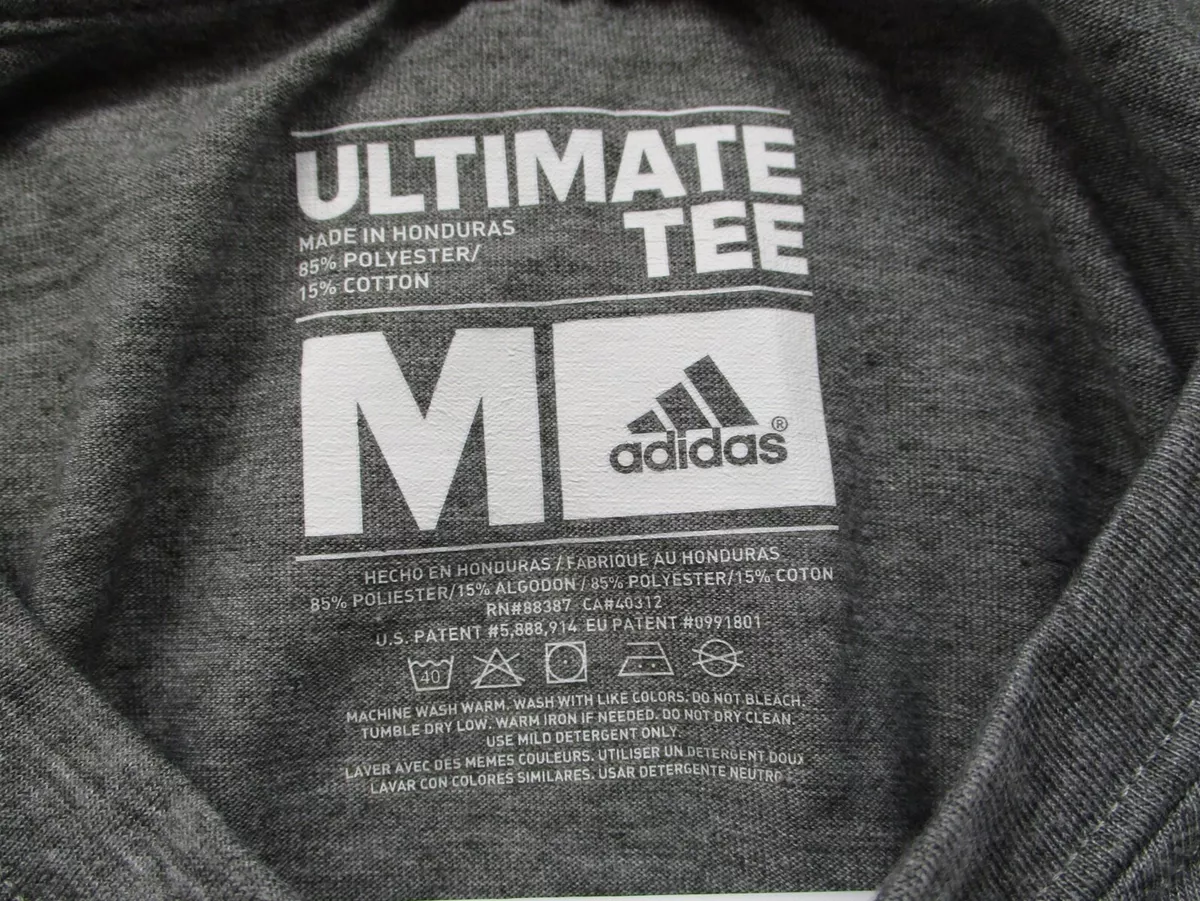 ULTIMATE
TEE
MADE IN HONDURAS
85% POLYESTER/
15% COTTON
M
adidas®
HECHO EN HONDURAS / FABRIQUE AU HONDURAS
85% POLIESTER/15% ALGODON / 85% POLYESTER/15% COTON
RN#88387 CA#40312
U.S. PATENT #5,888,914 EU PATENT #0991801
40
MACHINE WASH WARM. WASH WITH LIKE COLORS. DO NOT BLEACH.
TUMBLE DRY LOW. WARM IRON IF NEEDED. DO NOT DRY CLEAN.
USE MILD DETERGENT ONLY.
LAVER AVEC DES MEMES COULEURS. UTILISER UN DETERGENT DOUX
LAVAR CON COLORES SIMILARES. USAR DETERGENTE NEUTRO